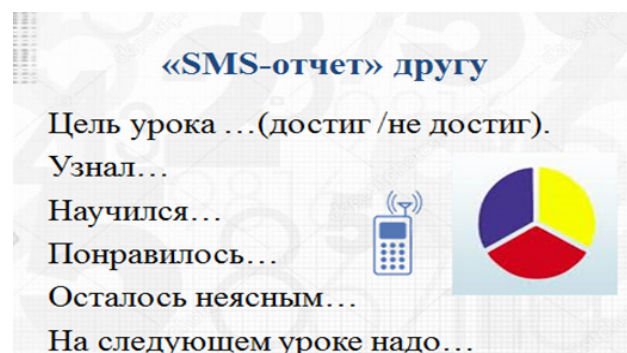 «SMS-отчет» другу
Цель урока …(достиг /не достиг).
Узнал…
Научился…
Понравилось…
Осталось неясным…
На следующем уроке надо…